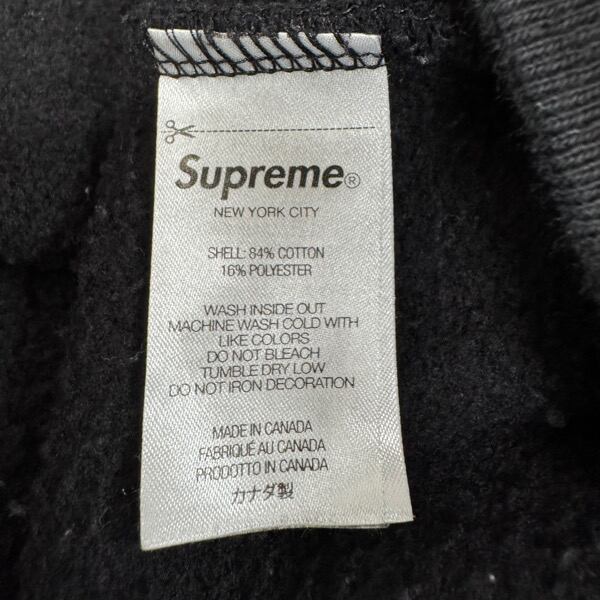 Supreme®
NEW YORK CITY
SHELL: 84% COTTON
16% POLYESTER
WASH INSIDE OUT
MACHINE WASH COLD WITH
LIKE COLORS
DO NOT BLEACH
TUMBLE DRY LOW
DO NOT IRON DECORATION
MADE IN CANADA
FABRIQUÉ AU CANADA
PRODOTTO IN CANADA
カナダ製